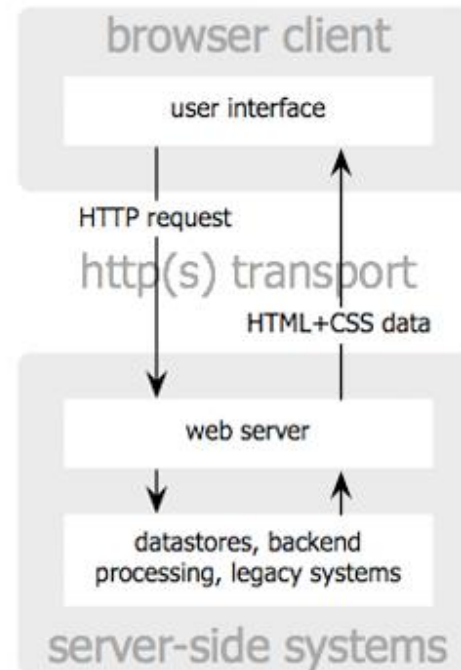 browser client
user interface
HTTP request
http(s) transport
HTML+CSS data
web server
datastores, backend
processing, legacy systems
server-side systems